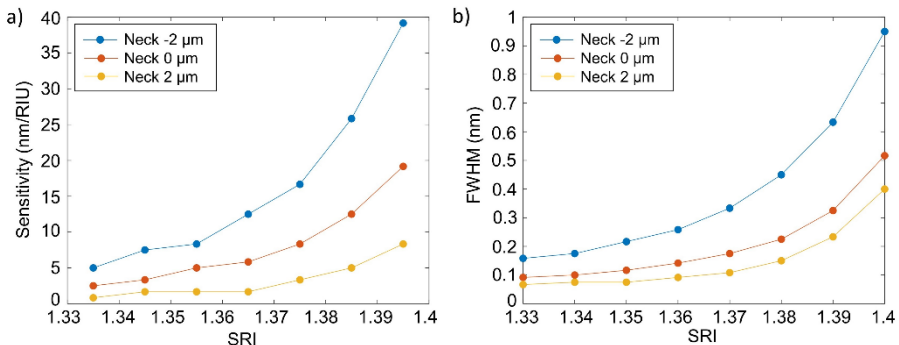 a)
40
35
30
25
20
15
10
5
0
Sensitivity (nm/RIU)
Neck -2 µm
Neck 0 µm
Neck 2 µm
1.33 1.34 1.35 1.36 1.37 1.38 1.39 1.4
SRI
b)
1
0.9
0.8
0.7
0.6
0.5
0.4
0.3
0.2
0.1
0
FWHM (nm)
Neck -2 µm
Neck 0 µm
Neck 2 µm
1.33 1.34 1.35 1.36 1.37 1.38 1.39 1.4
SRI